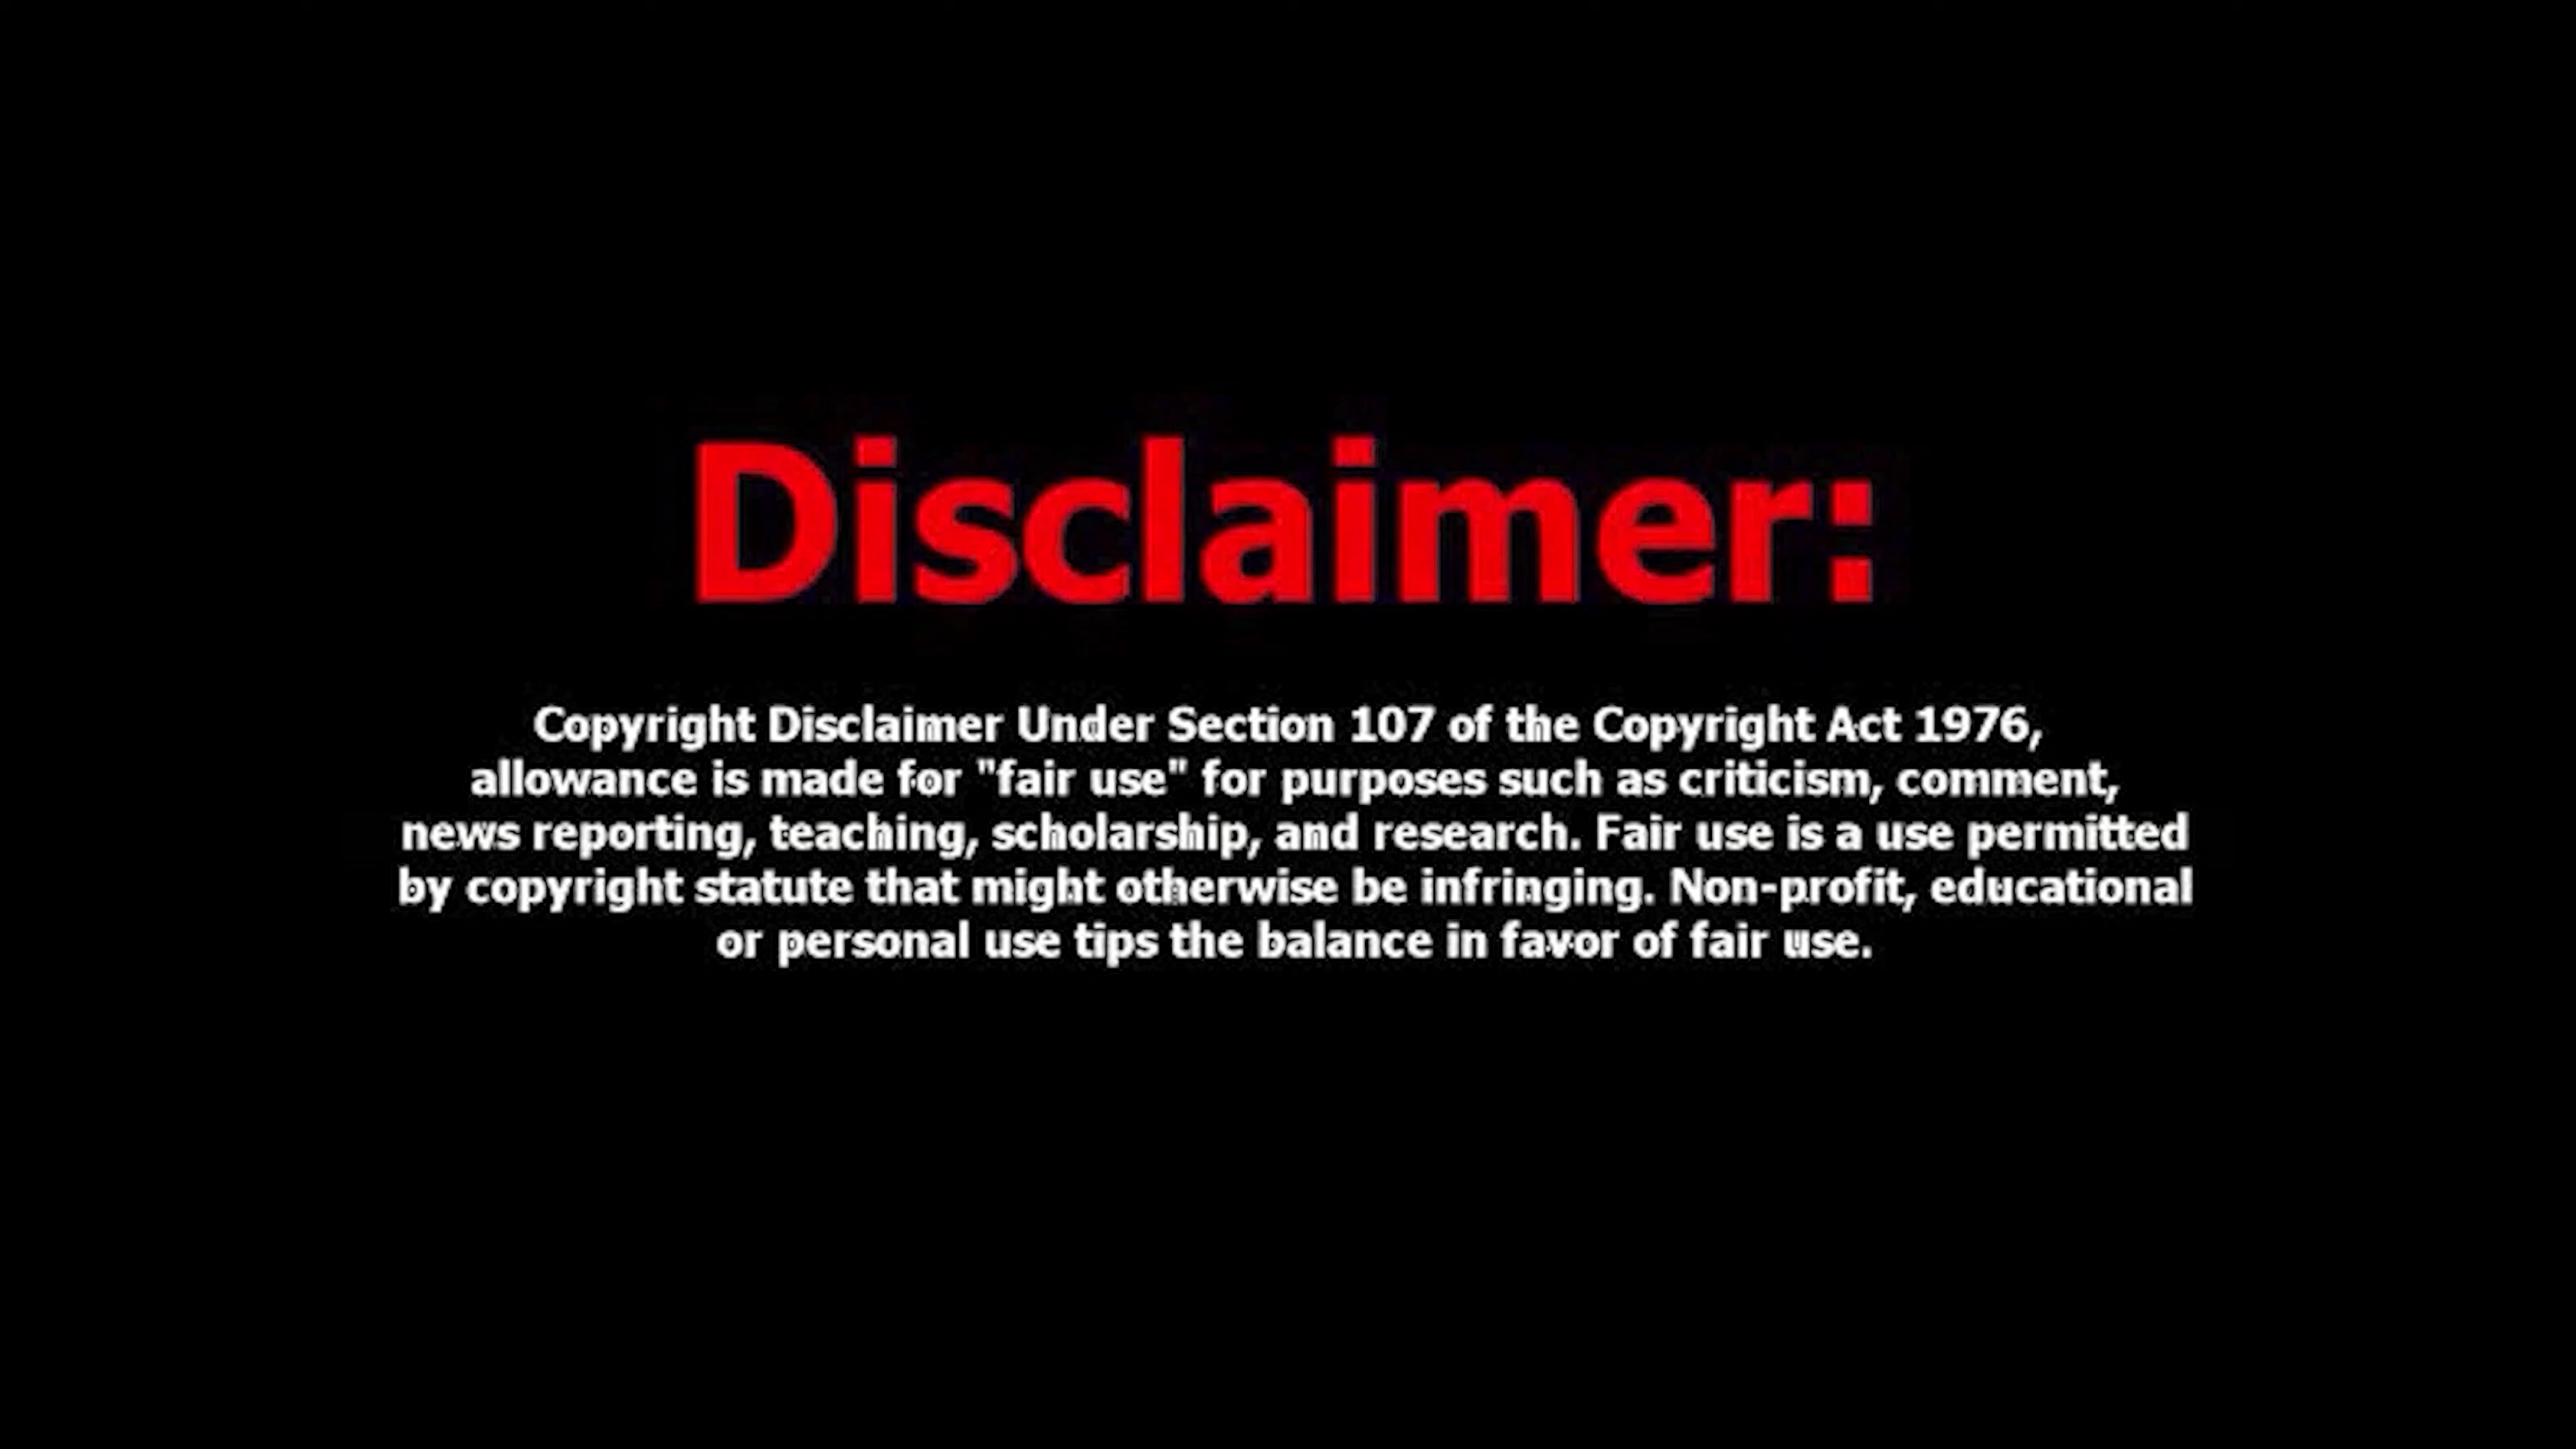 Disclaimer:
Copyright Disclaimer Under Section 107 of the Copyright Act 1976,
allowance is made for "fair use" for purposes such as criticism, comment,
news reporting, teaching, scholarship, and research. Fair use is a use permitted
by copyright statute that might otherwise be infringing. Non-profit, educational
or personal use tips the balance in favor of fair use.